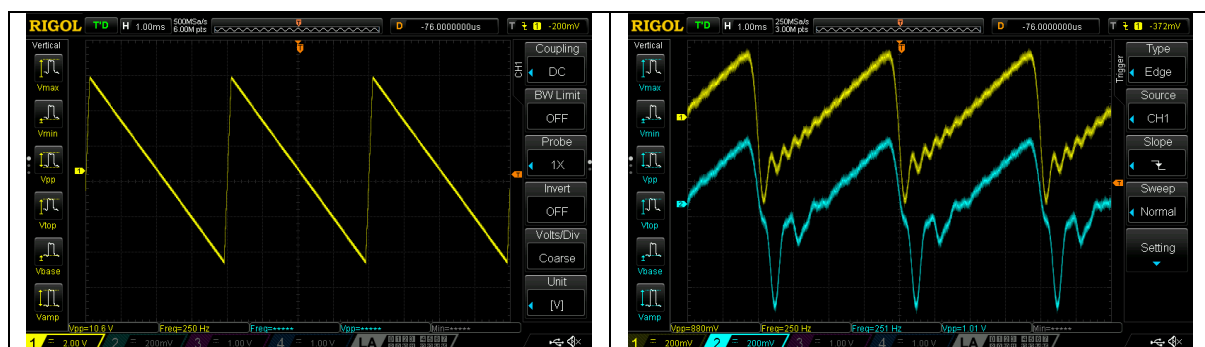 RIGOL T'D H 1.00ms 500MSa/s 6.00M pts D -76.0000000us T 1 -200mV
Vertical
Vmax
Vmin
Vpp
Vtop
Vbase
Vamp
T
1
T
CH1
Coupling
DC
BW Limit
OFF
Probe
1X
Invert
OFF
Volts/Div
Coarse
Unit
[V]
Vpp=10.6 V Freq=250 Hz Freq=***** Vpp=***** Min=*****
1 = 2.00 V 2 = 200mV 3 = 1.00 V 4 = 1.00 V LA
RIGOL T'D H 1.00ms 250MSa/s 3.00M pts D -76.0000000us T 1 -372mV
Vertical
Vmax
Vmin
Vpp
Vtop
Vbase
Vamp
T
1
2
T
Trigger
Type
Edge
Source
CH1
Slope
Sweep
Normal
Setting
Vpp=880mV Freq=250 Hz Freq=251 Hz Vpp=1.01 V Min=*****
1 = 200mV 2 = 200mV 3 = 1.00 V 4 = 1.00 V LA